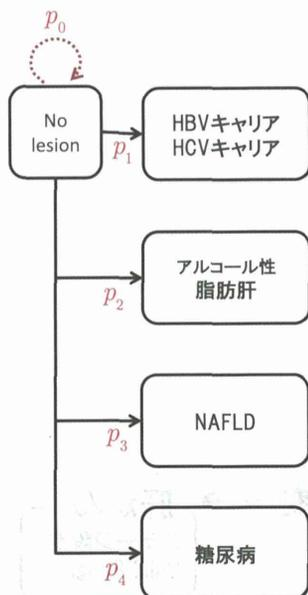 p0
No
lesion
p1
HBVキャリア
HCVキャリア
アルコール性
脂肪肝
p2
NAFLD
p3
糖尿病
p4